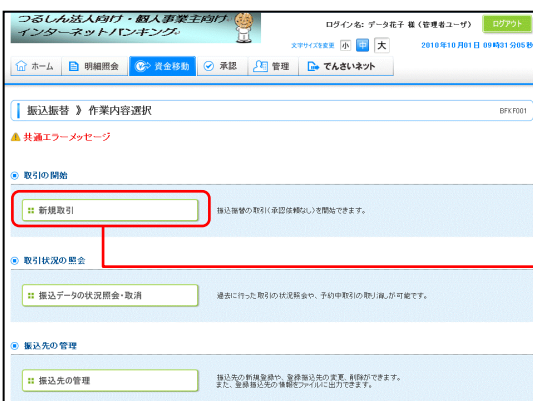 つるしん法人向け・個人事業主向け
インターネットバンキング
ログイン名: データ花子 様 (管理者ユーザ)
ログアウト
文字サイズを変更 小 中 大
2010年10月01日 09時31分05秒
ホーム 明細照会 資金移動 承認 管理 でんさいネット
振込振替 》 作業内容選択
BFKF001
共通エラーメッセージ
取引の開始
新規取引
振込振替の取引(承認依頼なし)を開始できます。
取引状況の照会
振込データの状況照会・取消
過去に行った取引の状況照会や、予約中取引の取り消しが可能です。
振込先の管理
振込先の管理
振込先の新規登録や、登録振込先の変更、削除ができます。
また、登録振込先の情報をファイルに出力できます。